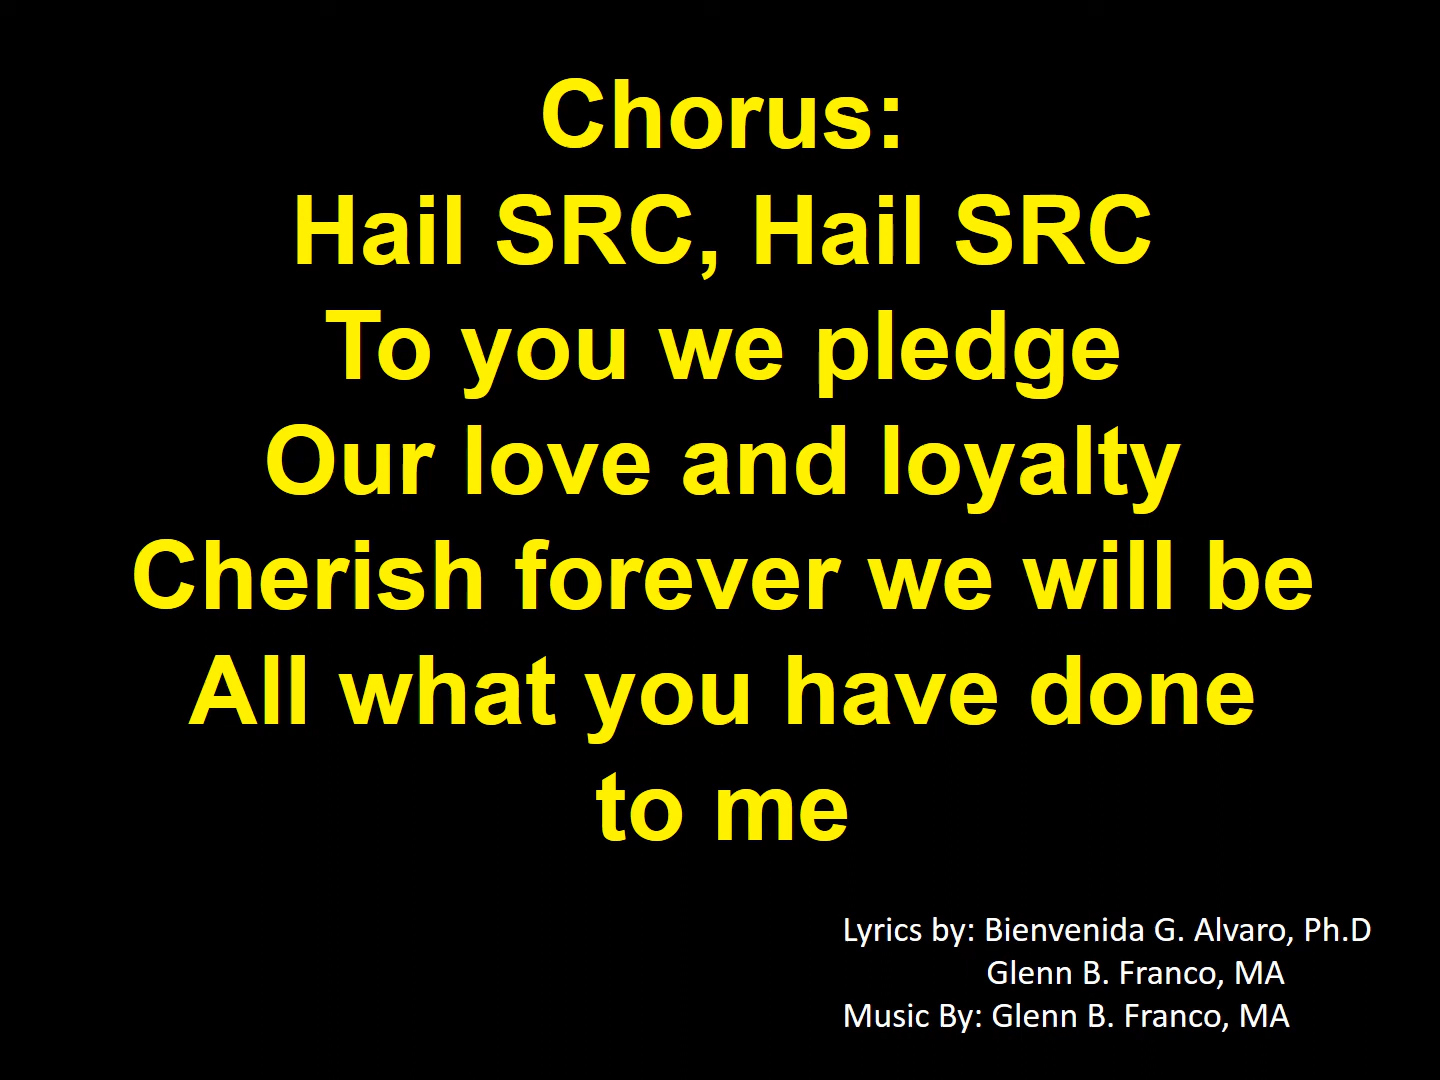 Chorus:
Hail SRC, Hail SRC
To you we pledge
Our love and loyalty
Cherish forever we will be
All what you have done
to me
Lyrics by: Bienvenida G. Alvaro, Ph.D
Glenn B. Franco, MA
Music By: Glenn B. Franco, MA